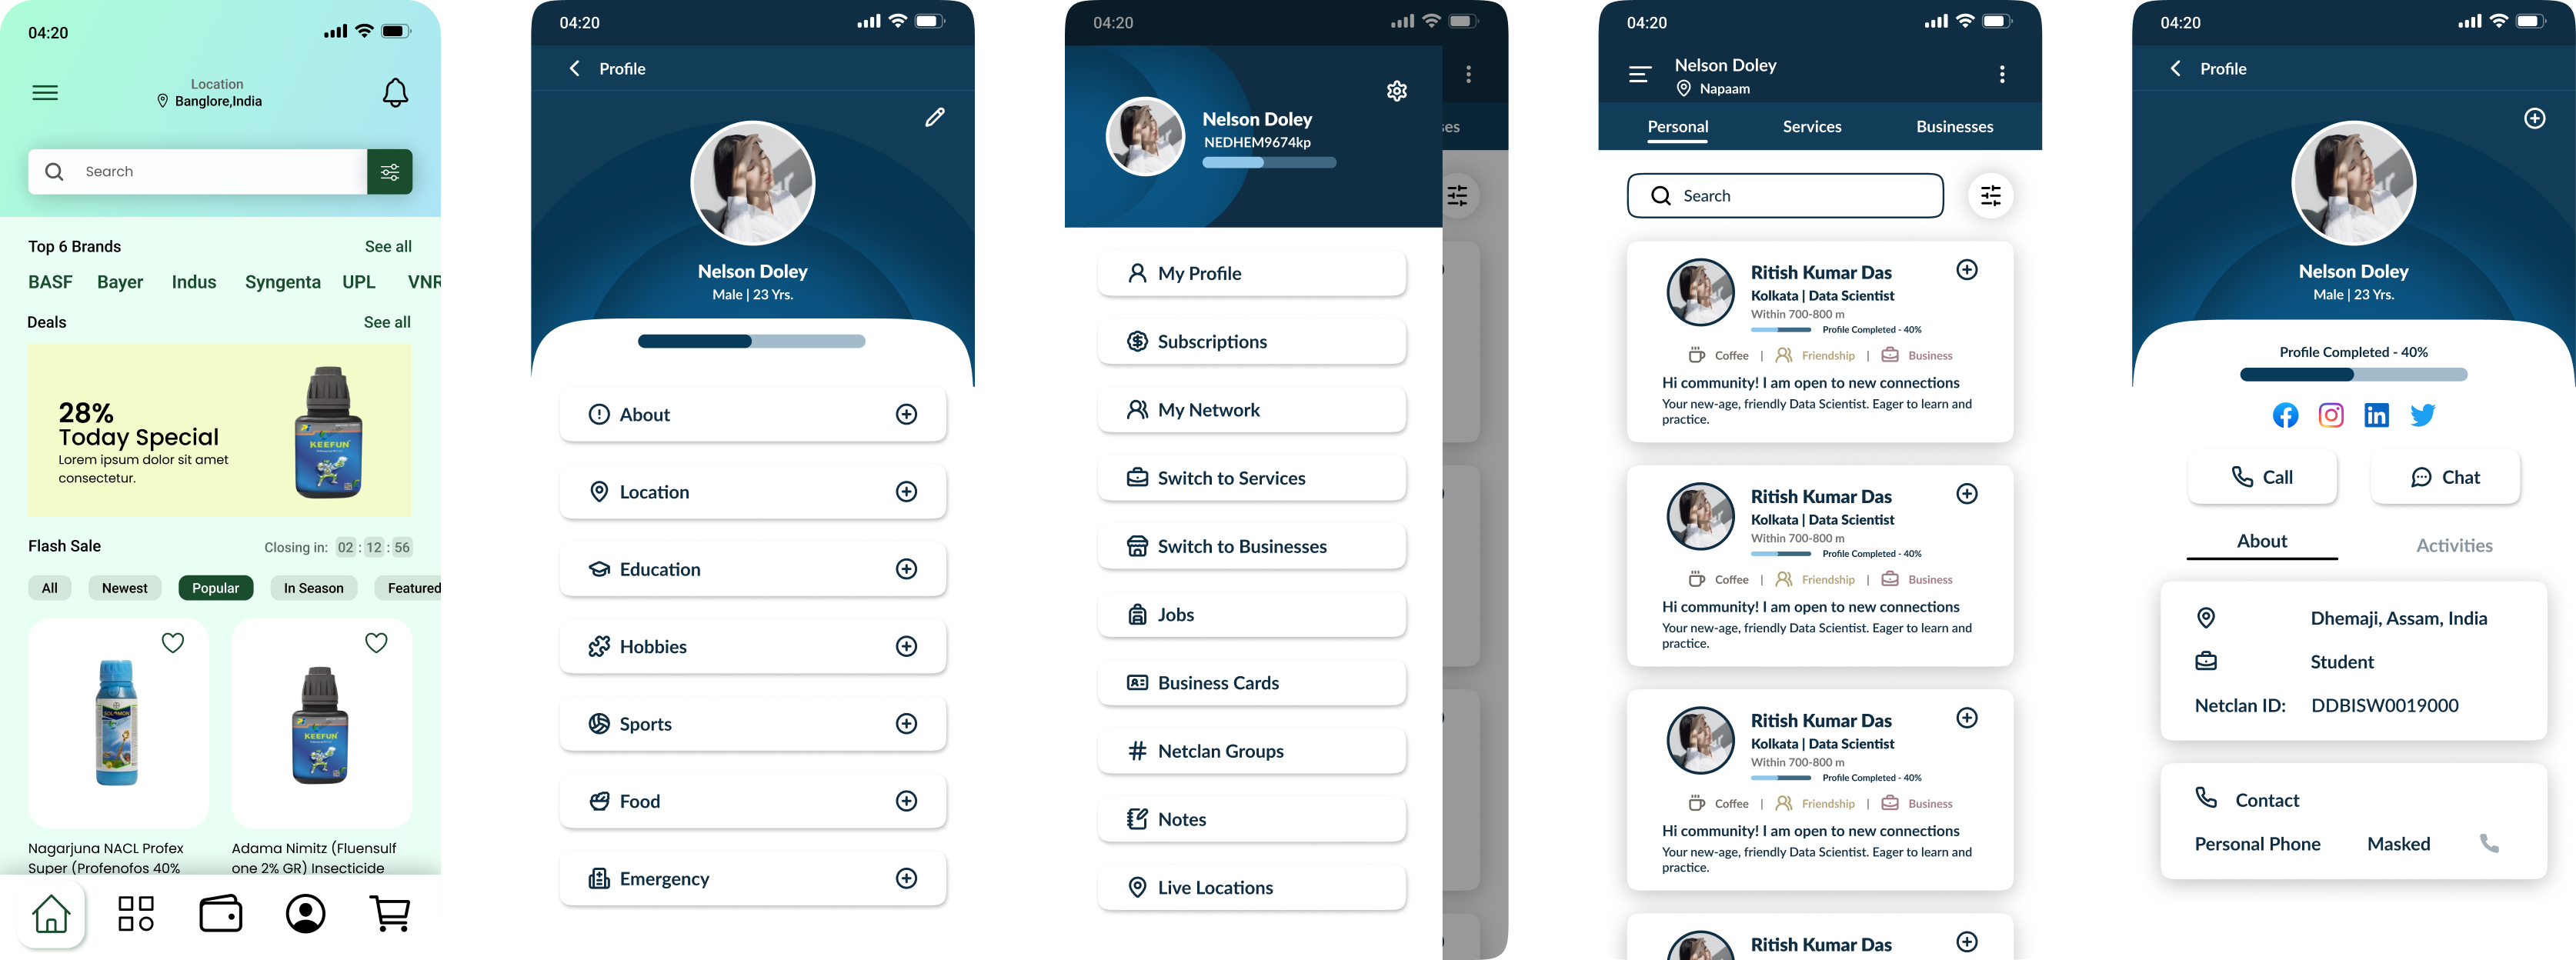 04:20
Location
Banglore,India
Search
Top 6 Brands
See all
BASF
Bayer
Indus
Syngenta
UPL
VNR
Deals
See all
28%
Today Special
Lorem ipsum dolor sit amet
consectetur.
KEEFUN
Flash Sale
Closing in: 02 : 12 : 56
All
Newest
Popular
In Season
Featured
SOLOMON
KEEFUN
Nagarjuna NACL Profex
Super (Profenofos 40%
Adama Nimitz (Fluensulf
one 2% GR) Insecticide
04:20
Profile
Nelson Doley
Male | 23 Yrs.
About
Location
Education
Hobbies
Sports
Food
Emergency
04:20
Nelson Doley
NEDHEM9674kp
es
My Profile
Subscriptions
My Network
Switch to Services
Switch to Businesses
Jobs
Business Cards
Netclan Groups
Notes
Live Locations
04:20
Nelson Doley
Napaam
Personal
Services
Businesses
Search
Ritish Kumar Das
Kolkata | Data Scientist
Within 700-800 m
Profile Completed - 40%
Coffee | Friendship | Business
Hi community! I am open to new connections
Your new-age, friendly Data Scientist. Eager to learn and
practice.
Ritish Kumar Das
Kolkata | Data Scientist
Within 700-800 m
Profile Completed - 40%
Coffee | Friendship | Business
Hi community! I am open to new connections
Your new-age, friendly Data Scientist. Eager to learn and
practice.
Ritish Kumar Das
Kolkata | Data Scientist
Within 700-800 m
Profile Completed - 40%
Coffee | Friendship | Business
Hi community! I am open to new connections
Your new-age, friendly Data Scientist. Eager to learn and
practice.
Ritish Kumar Das
04:20
Profile
Nelson Doley
Male | 23 Yrs.
Profile Completed - 40%
Call
Chat
About
Activities
Dhemaji, Assam, India
Student
Netclan ID: DDBISW0019000
Contact
Personal Phone Masked